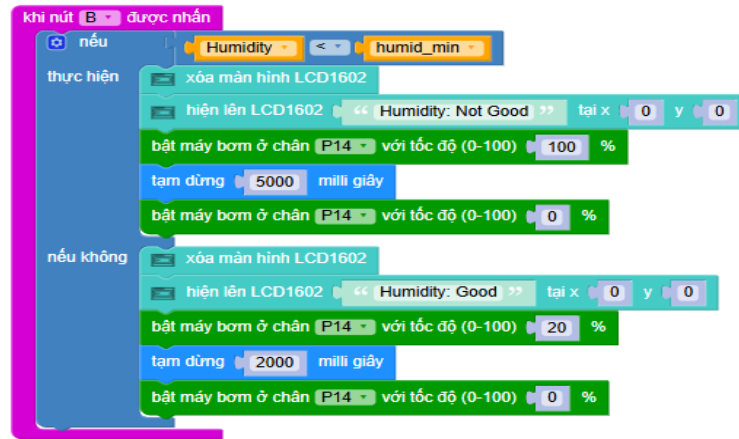 khi nút B được nhấn
nếu Humidity < humid_min
thực hiện xóa màn hình LCD1602
hiện lên LCD1602 “ Humidity: Not Good ” tại x 0 y 0
bật máy bơm ở chân P14 với tốc độ (0-100) 100 %
tạm dừng 5000 milli giây
bật máy bơm ở chân P14 với tốc độ (0-100) 0 %
nếu không xóa màn hình LCD1602
hiện lên LCD1602 “ Humidity: Good ” tại x 0 y 0
bật máy bơm ở chân P14 với tốc độ (0-100) 20 %
tạm dừng 2000 milli giây
bật máy bơm ở chân P14 với tốc độ (0-100) 0 %